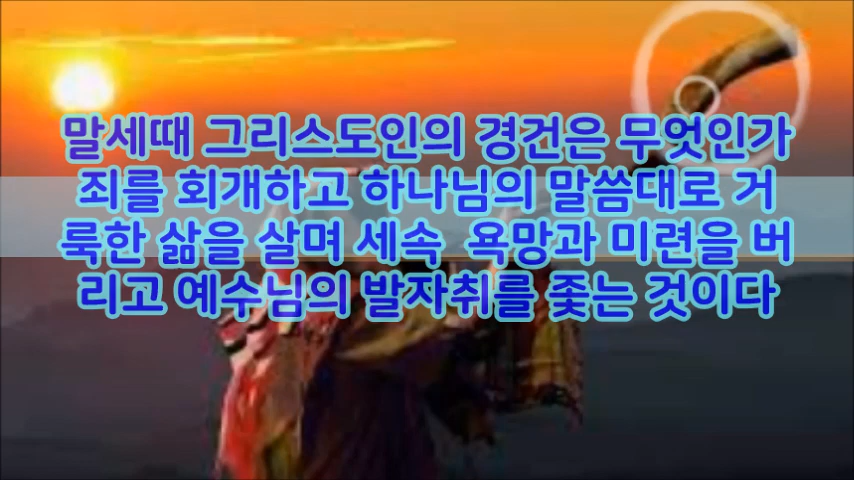 말세때 그리스도인의 경건은 무엇인가
죄를 회개하고 하나님의 말씀대로 거
룩한 삶을 살며 세속 욕망과 미련을 버
리고 예수님의 발자취를 좇는 것이다